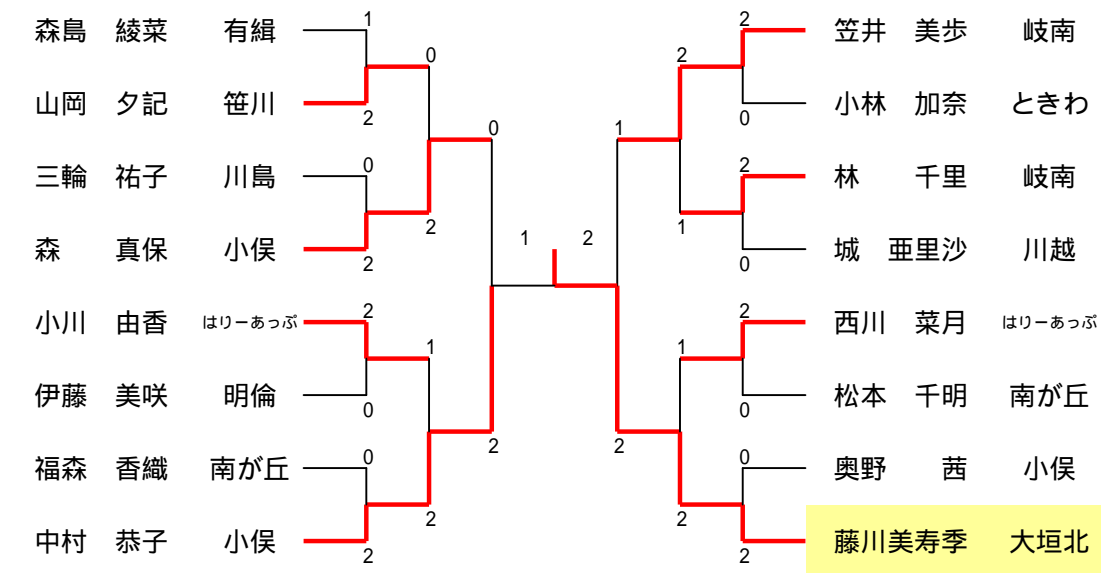 森島 綾菜 有緝
山岡 夕記 笹川
三輪 祐子 川島
森 真保 小俣
小川 由香 はりーあっぷ
伊藤 美咲 明倫
福森 香織 南が丘
中村 恭子 小俣
1
2
0
2
2
0
0
2
0
2
1
2
0
2
1 2
1
2
2
1
1
2
2
0
2
0
2
0
0
2
笠井 美歩 岐南
小林 加奈 ときわ
林 千里 岐南
城 亜里沙 川越
西川 菜月 はりーあっぷ
松本 千明 南が丘
奥野 茜 小俣
藤川美寿季 大垣北